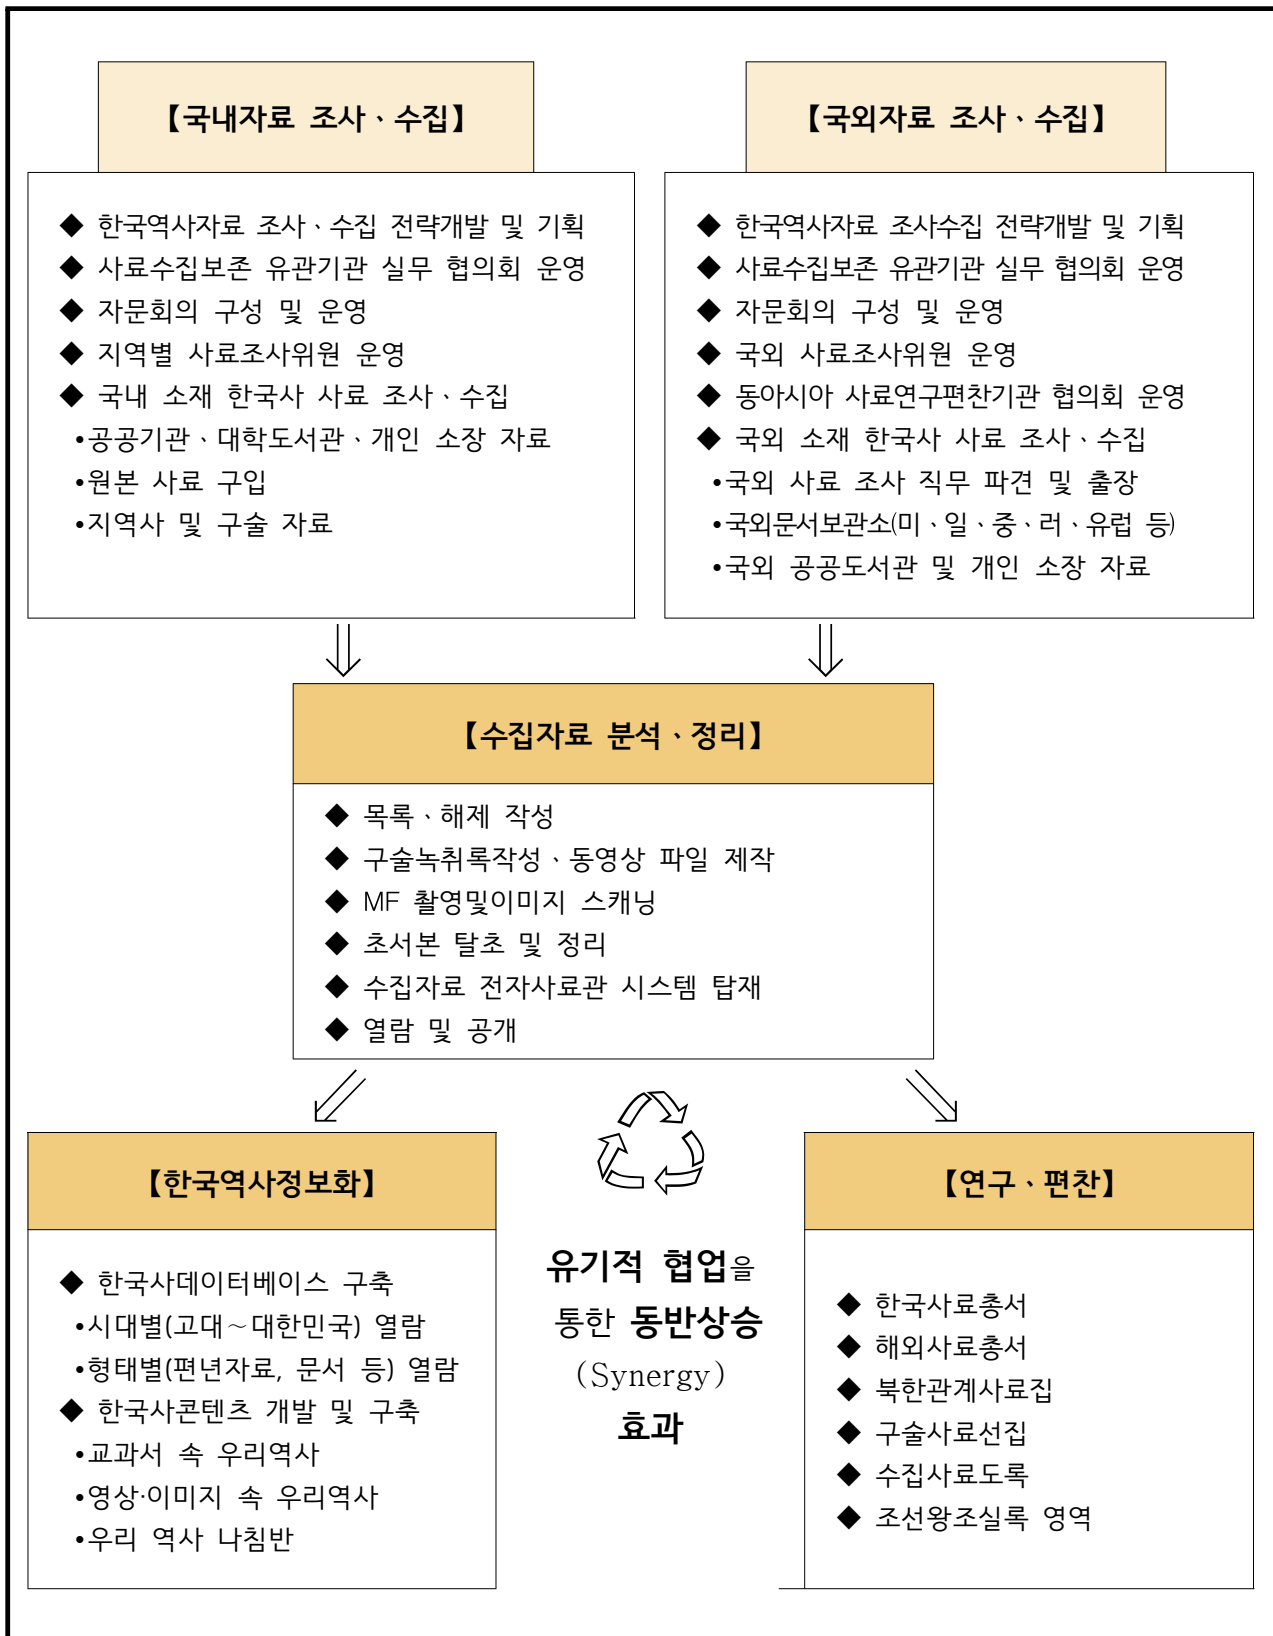 【국내자료 조사、수집】
◆ 한국역사자료 조사、수집 전략개발 및 기획
◆ 사료수집보존 유관기관 실무 협의회 운영
◆ 자문회의 구성 및 운영
◆ 지역별 사료조사위원 운영
◆ 국내 소재 한국사 사료 조사、수집
•공공기관、대학도서관、개인 소장 자료
•원본 사료 구입
•지역사 및 구술 자료
【국외자료 조사、수집】
◆ 한국역사자료 조사수집 전략개발 및 기획
◆ 사료수집보존 유관기관 실무 협의회 운영
◆ 자문회의 구성 및 운영
◆ 국외 사료조사위원 운영
◆ 동아시아 사료연구편찬기관 협의회 운영
◆ 국외 소재 한국사 사료 조사、수집
•국외 사료 조사 직무 파견 및 출장
•국외문서보관소(미、일、중、러、유럽 등)
•국외 공공도서관 및 개인 소장 자료
【수집자료 분석、정리】
◆ 목록、해제 작성
◆ 구술녹취록작성、동영상 파일 제작
◆ MF 촬영및이미지 스캐닝
◆ 초서본 탈초 및 정리
◆ 수집자료 전자사료관 시스템 탑재
◆ 열람 및 공개
【한국역사정보화】
◆ 한국사데이터베이스 구축
•시대별(고대～대한민국) 열람
•형태별(편년자료, 문서 등) 열람
◆ 한국사콘텐츠 개발 및 구축
•교과서 속 우리역사
•영상·이미지 속 우리역사
•우리 역사 나침반
유기적 협업을
통한 동반상승
(Synergy)
효과
【연구、편찬】
◆ 한국사료총서
◆ 해외사료총서
◆ 북한관계사료집
◆ 구술사료선집
◆ 수집사료도록
◆ 조선왕조실록 영역